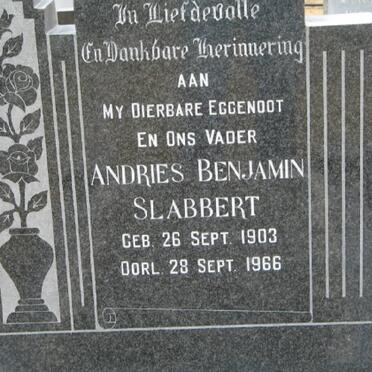 In Liefdevolle
En Dankbare Herinnering
AAN
MY DIERBARE EGGENOOT
EN ONS VADER
ANDRIES BENJAMIN
SLABBERT
GEB. 26 SEPT. 1903
OORL. 28 SEPT. 1966